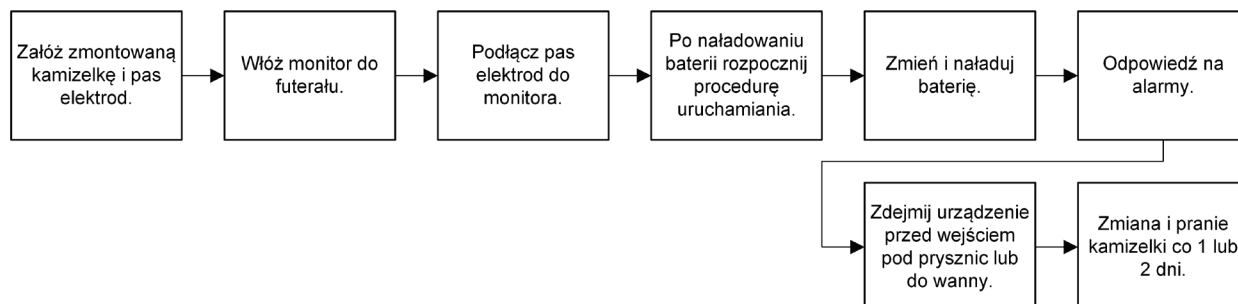 Załóż zmontowaną
kamizelkę i pas
elektrod.
Włóż monitor do
futerału.
Podłącz pas
elektrod do
monitora.
Po naładowaniu
baterii rozpocznij
procedurę
uruchamiania.
Zmień i naładuj
baterię.
Odpowiedź na
alarmy.
Zdejmij urządzenie
przed wejściem
pod prysznic lub
do wanny.
Zmiana i pranie
kamizelki co 1 lub
2 dni.